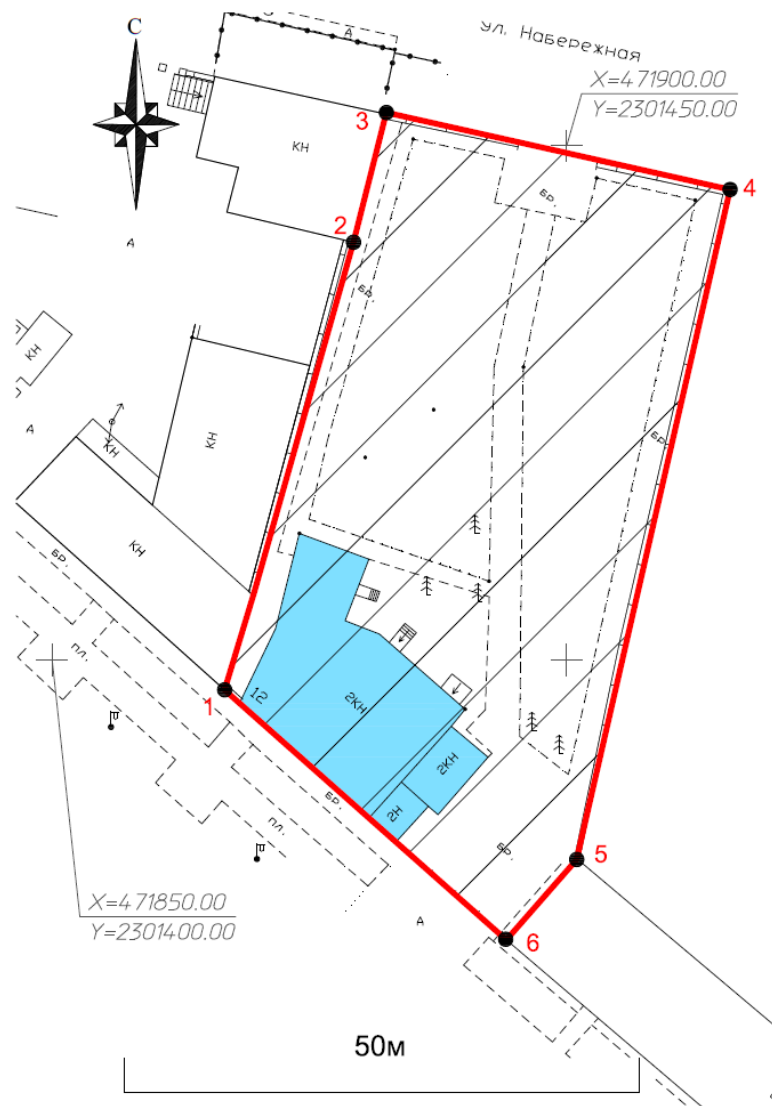 С
А
ул. Набережная
X=471900.00
Y=2301450.00
3
КН
4
бр.
2
А
бр.
КН
КН
А
бр.
КН
КН
бр.
пл.
1
12
2КН
2КН
бр.
пл.
2Н
бр.
5
X=471850.00
Y=2301400.00
А
6
50м